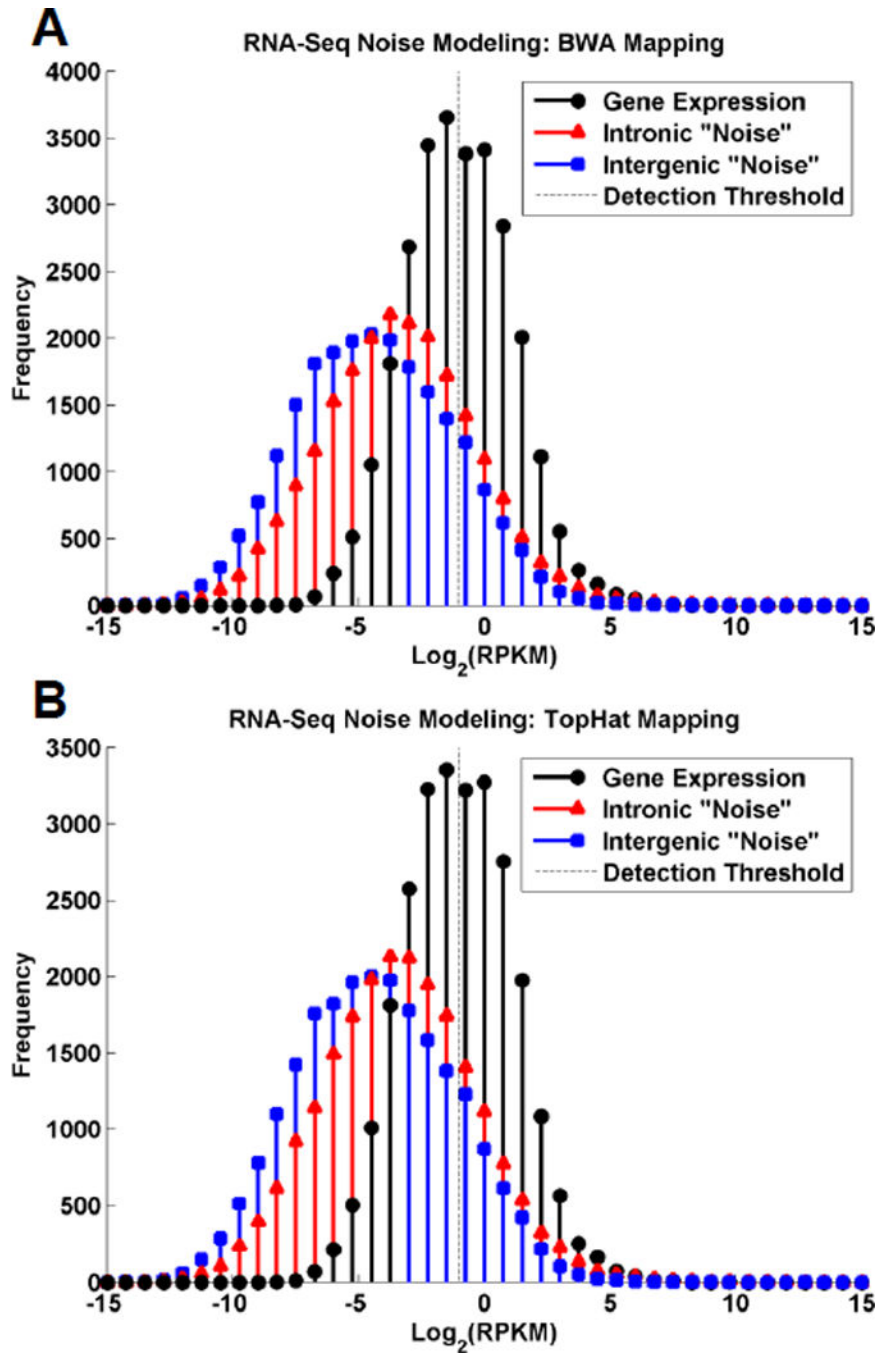 A
RNA-Seq Noise Modeling: BWA Mapping
4000
3500
3000
2500
2000
1500
1000
500
0
Frequency
Gene Expression
Intronic "Noise"
Intergenic "Noise"
Detection Threshold
-15 -10 -5 0 5 10 15
Log2(RPKM)
B
RNA-Seq Noise Modeling: TopHat Mapping
3500
3000
2500
2000
1500
1000
500
0
Frequency
Gene Expression
Intronic "Noise"
Intergenic "Noise"
Detection Threshold
-15 -10 -5 0 5 10 15
Log2(RPKM)